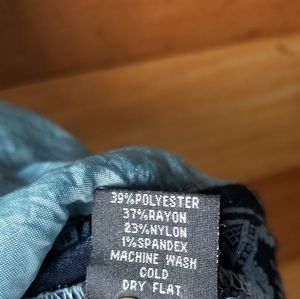 39%POLYESTER
37%RAYON
23%NYLON
1%SPANDEX
MACHINE WASH
COLD
DRY FLAT